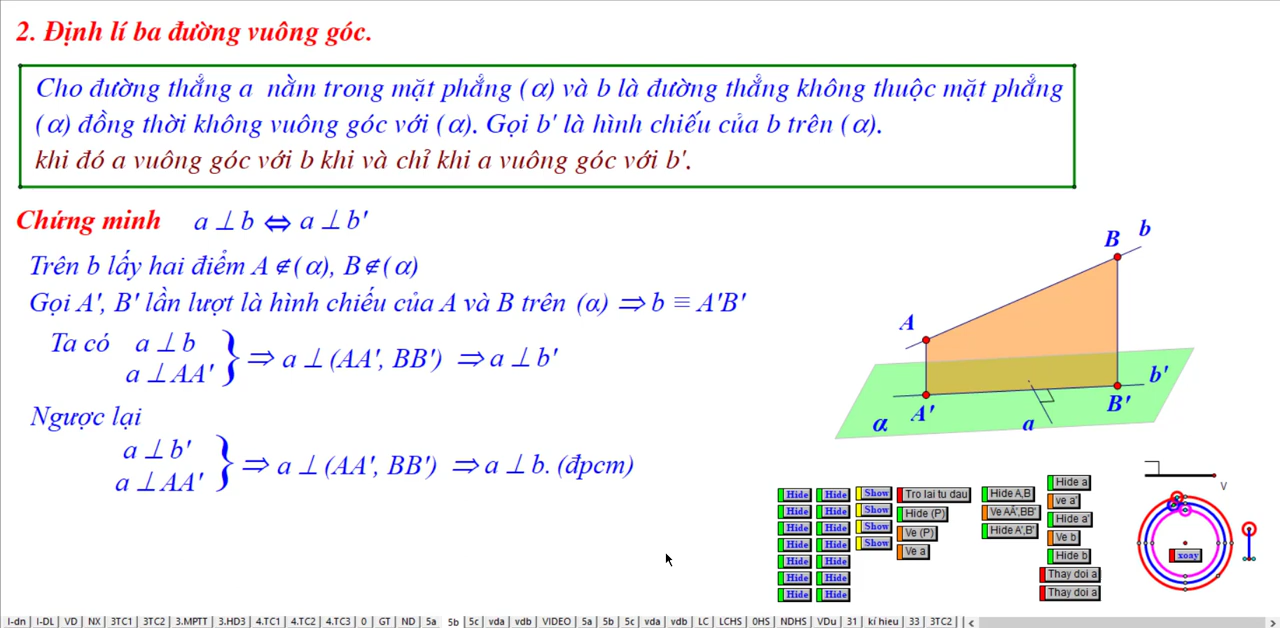 2. Định lí ba đường vuông góc.
Cho đường thẳng a nằm trong mặt phẳng (α) và b là đường thẳng không thuộc mặt phẳng
(α) đồng thời không vuông góc với (α). Gọi b' là hình chiếu của b trên (α).
khi đó a vuông góc với b khi và chỉ khi a vuông góc với b'.
Chứng minh a ⊥ b ⇔ a ⊥ b'
Trên b lấy hai điểm A ∉ (α), B ∉ (α)
Gọi A', B' lần lượt là hình chiếu của A và B trên (α) ⇒ b ≡ A'B'
Ta có a ⊥ b
a ⊥ AA'
} ⇒ a ⊥ (AA', BB') ⇒ a ⊥ b'
Ngược lại
a ⊥ b'
a ⊥ AA'
} ⇒ a ⊥ (AA', BB') ⇒ a ⊥ b. (đpcm)
B b
A
b'
A' B'
α a
Hide Hide Show Tro lai tu dau Hide A,B Hide a
Hide Hide Show Hide (P) Ve AA',BB' ve a'
Hide Hide Show Ve (P) Hide A',B' Hide a'
Hide Hide Show Ve a Ve b
Hide Hide Hide b
Hide Hide Thay doi a
Hide Hide Thay doi a
V
xoay
I-dn | I-DL | VD | NX | 3TC1 | 3TC2 | 3.MPTT | 3.HD3 | 4.TC1 | 4.TC2 | 4.TC3 | 0 | GT | ND | 5a | 5b | 5c | vda | vdb | VIDEO | 5a | 5b | 5c | vda | vdb | LC | LCHS | 0HS | NDHS | VDu | 31 | kí hieu | 33 | 3TC2 |